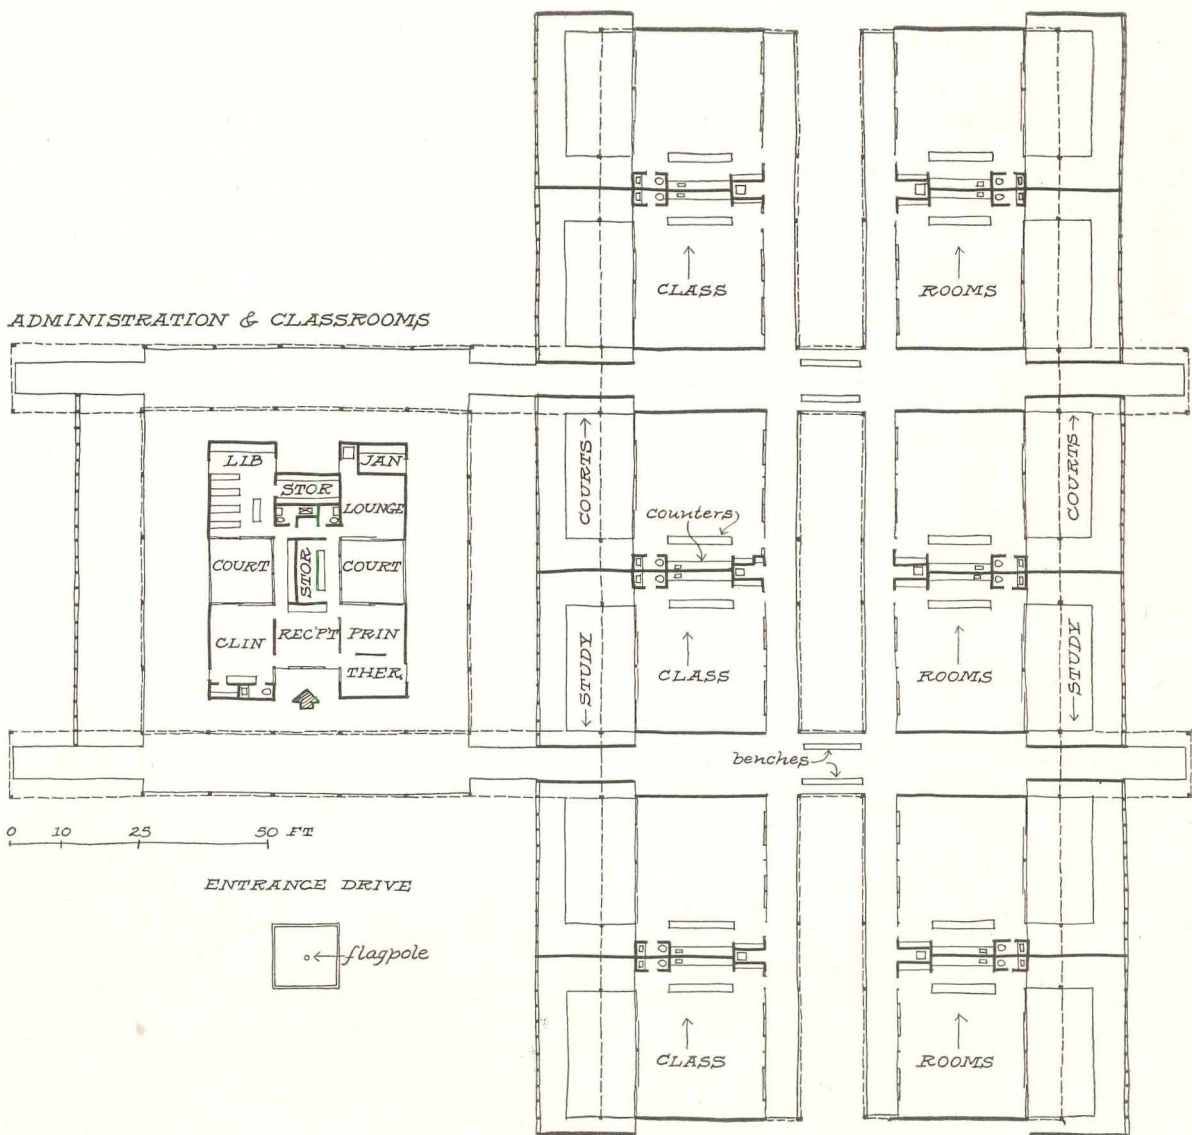 CLASS
ROOMS
ADMINISTRATION & CLASSROOMS
LIB
JAN
STOR
LOUNGE
COURT
STOR
COURT
CLIN
REC'PT
PRIN
THER.
COURTS
COURTS
counters
STUDY
STUDY
CLASS
ROOMS
benches
0 10 25 50 FT
ENTRANCE DRIVE
flagpole
CLASS
ROOMS